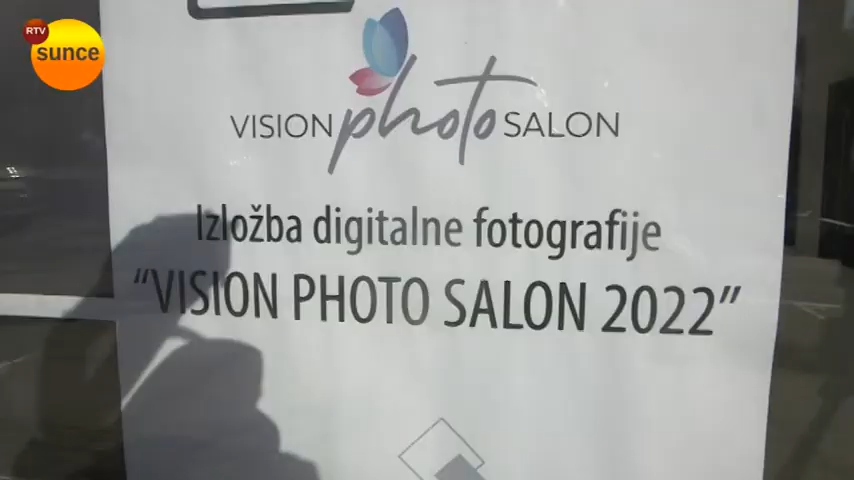 RTV
sunce
VISION photo SALON
Izložba digitalne fotografije
“VISION PHOTO SALON 2022”